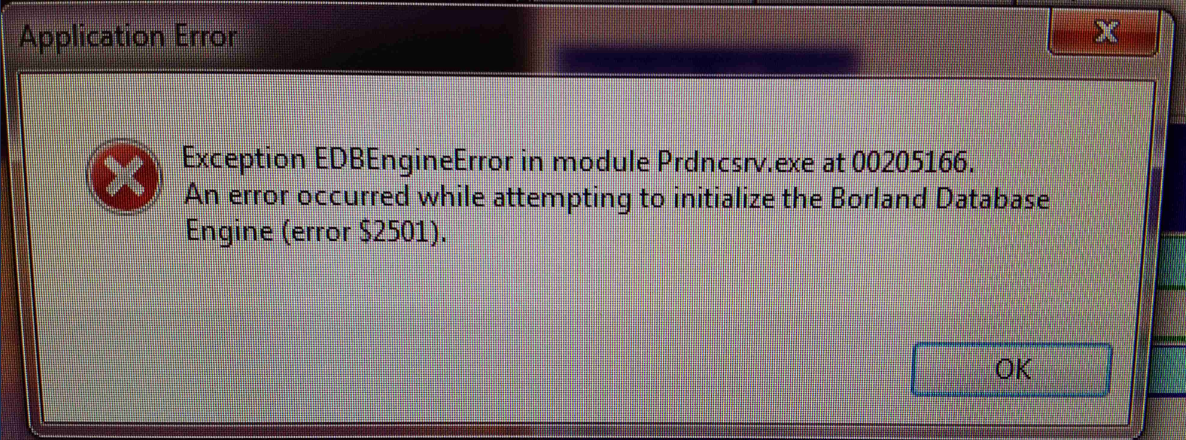 Application Error
X
Exception EDBEngineError in module Prdncsrv.exe at 00205166.
An error occurred while attempting to initialize the Borland Database
Engine (error $2501).
OK